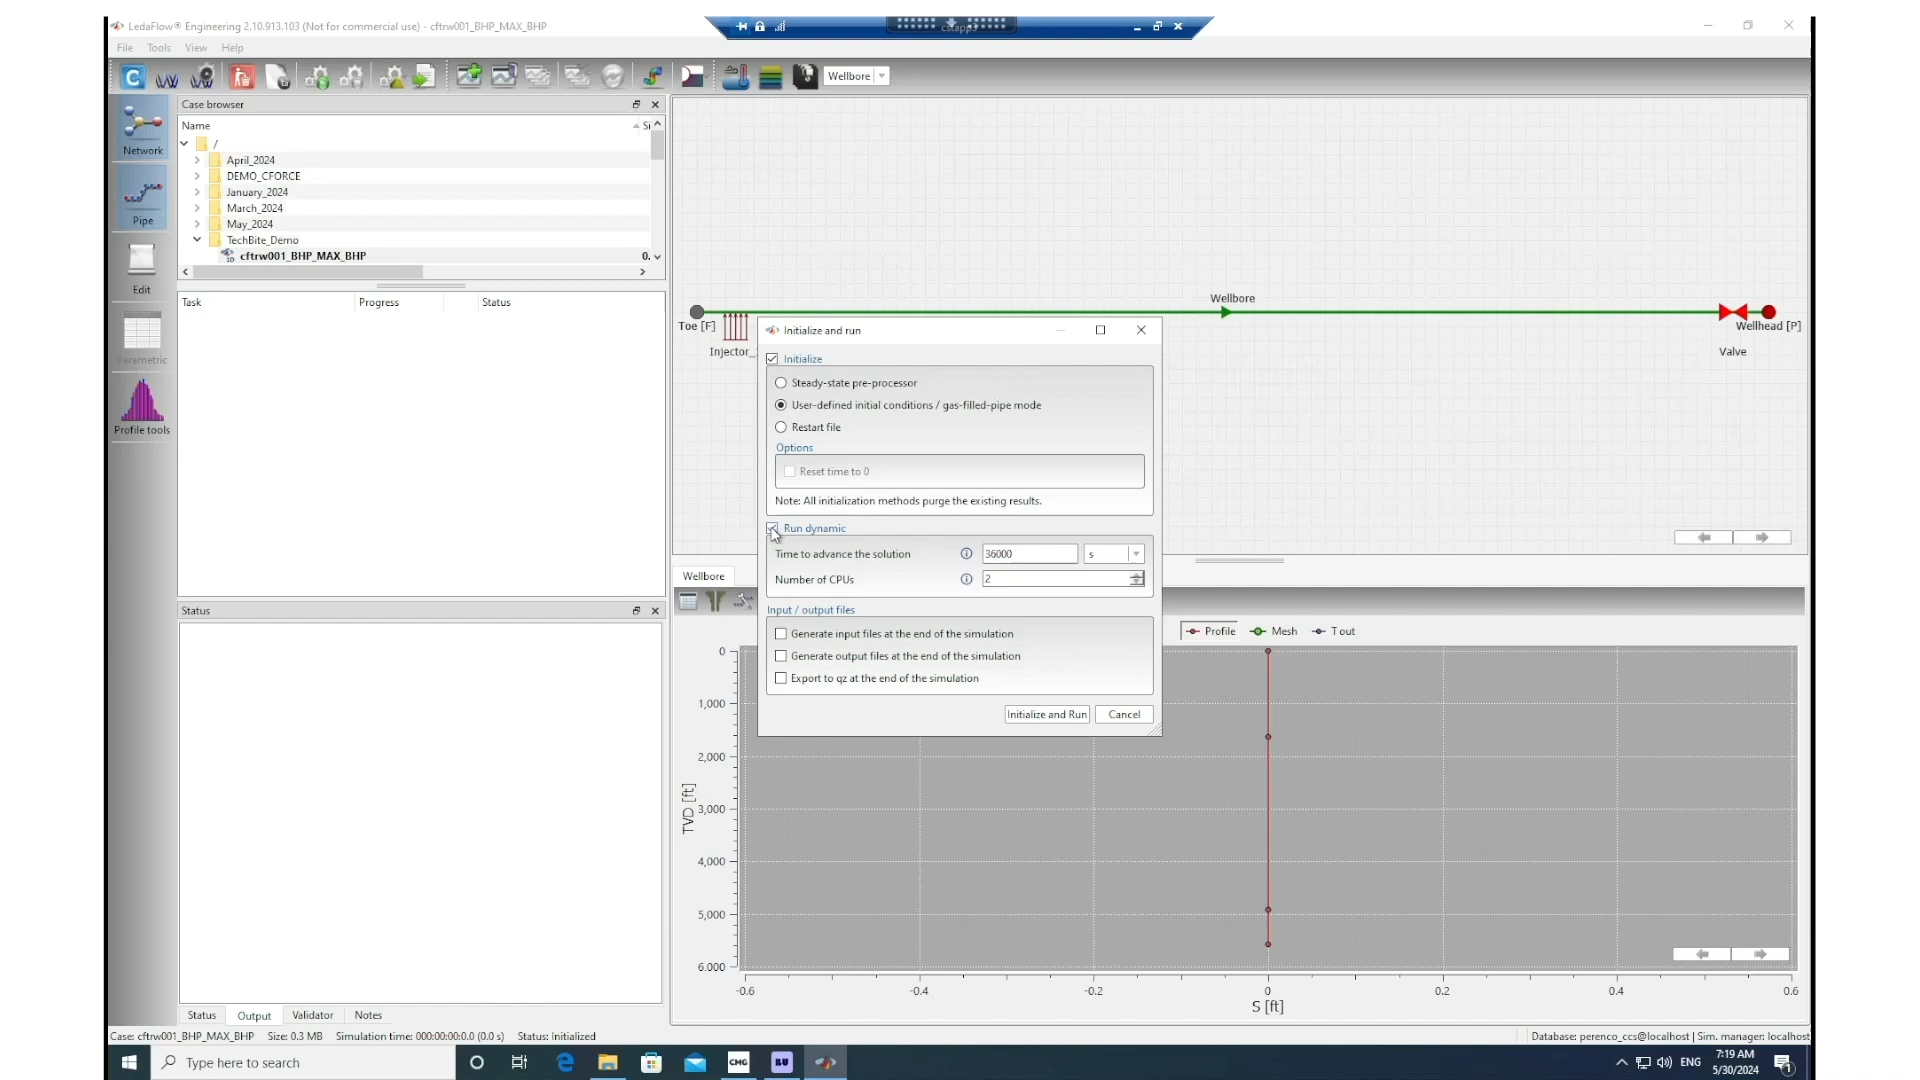 LedaFlow® Engineering 2.10.913.103 (Not for commercial use) - cftrw001_BHP_MAX_BHP
File Tools View Help
Wellbore
Network
Pipe
Edit
Parametric
Profile tools
Case browser
Name
/
April_2024
DEMO_CFORCE
January_2024
March_2024
May_2024
TechBite_Demo
cftrw001_BHP_MAX_BHP 0.
Task Progress Status
Status
Status Output Validator Notes
Wellbore
Toe [F]
Injector_
Wellhead [P]
Valve
Initialize and run
Initialize
Steady-state pre-processor
User-defined initial conditions / gas-filled-pipe mode
Restart file
Options
Reset time to 0
Note: All initialization methods purge the existing results.
Run dynamic
Time to advance the solution 36000 s
Number of CPUs 2
Input / output files
Generate input files at the end of the simulation
Generate output files at the end of the simulation
Export to qz at the end of the simulation
Initialize and Run Cancel
Wellbore
Profile Mesh T out
0
1,000
2,000
3,000
4,000
5,000
6,000
TVD [ft]
-0.6 -0.4 -0.2 0 0.2 0.4 0.6
S [ft]
Case: cftrw001_BHP_MAX_BHP Size: 0.3 MB Simulation time: 000:00:00:0.0 (0.0 s) Status: Initialized
Database: perenco_ccs@localhost | Sim. manager: localhost
Type here to search
CMG
BU
ENG
7:19 AM
5/30/2024
1